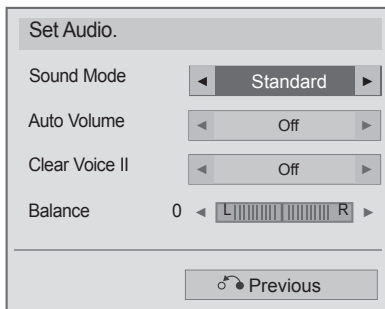 Set Audio.
Sound Mode ◄ Standard ►
Auto Volume ◄ Off ►
Clear Voice II ◄ Off ►
Balance 0 ◄ L R ►
Previous